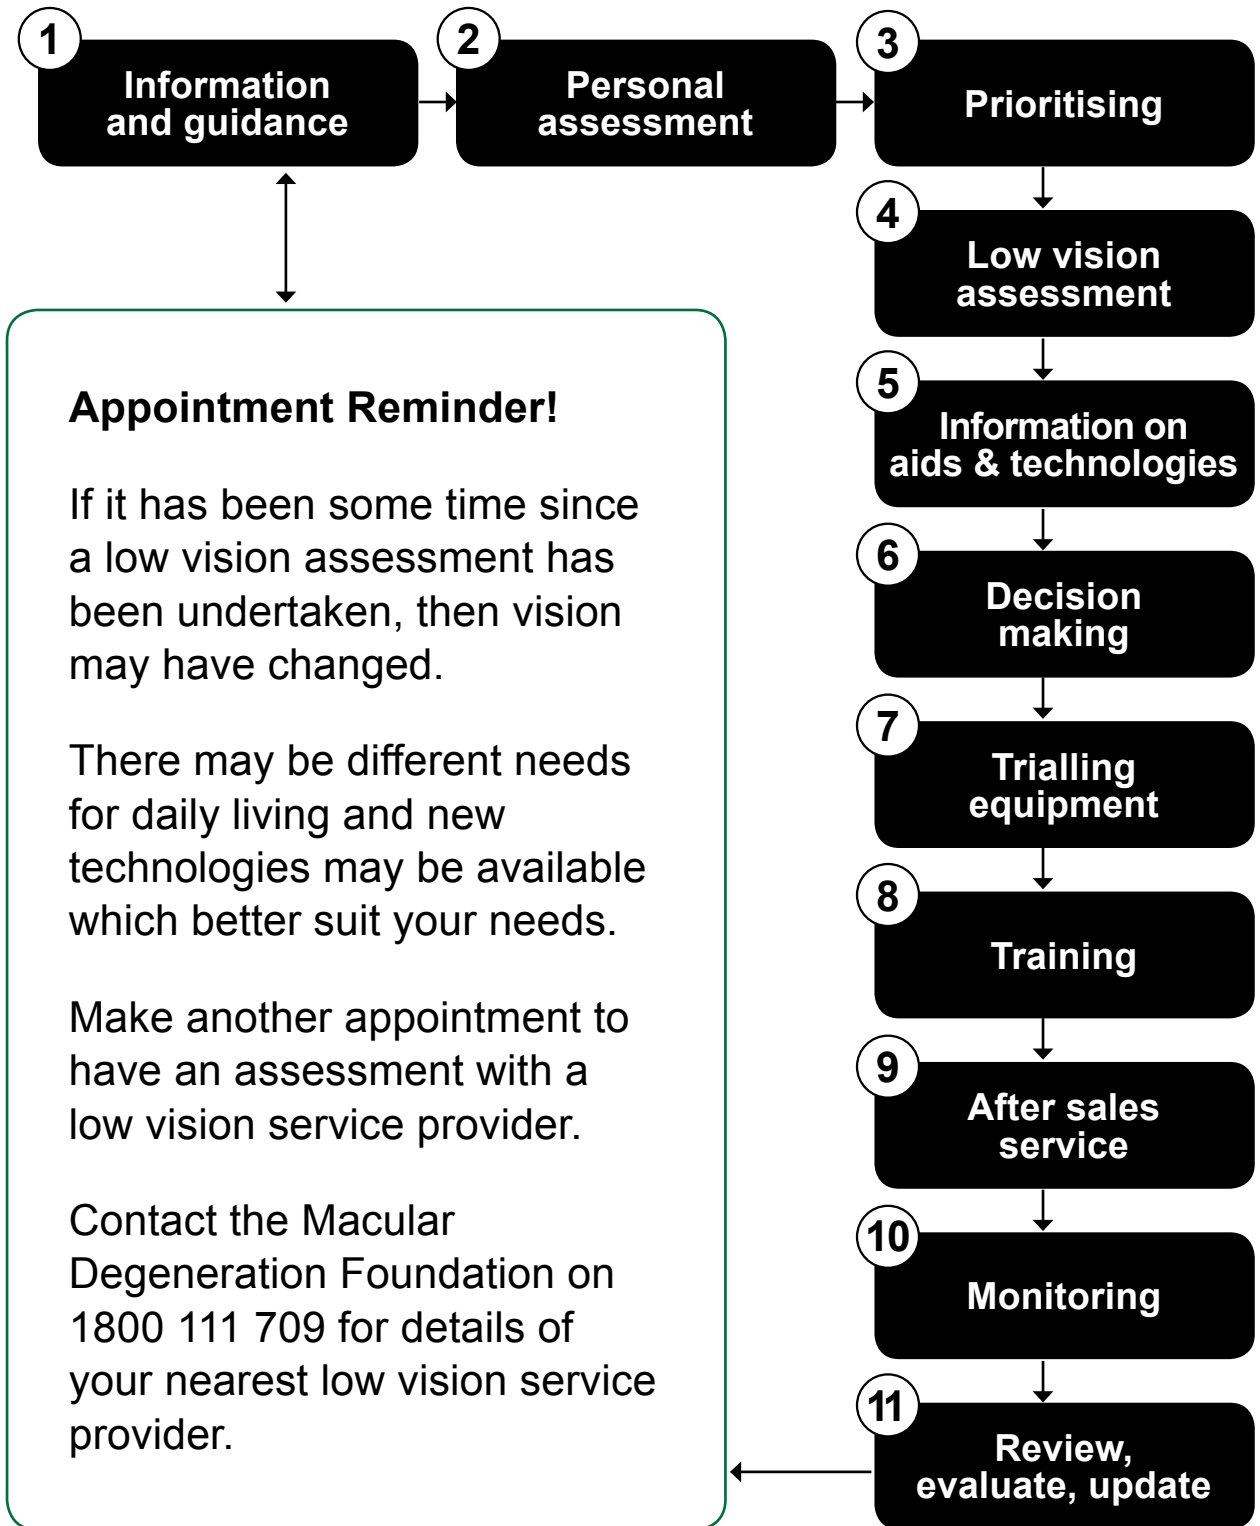 1
Information
and guidance
2
Personal
assessment
3
Prioritising
4
Low vision
assessment
5
Information on
aids & technologies
6
Decision
making
7
Trialling
equipment
8
Training
9
After sales
service
10
Monitoring
11
Review,
evaluate, update
Appointment Reminder!
If it has been some time since
a low vision assessment has
been undertaken, then vision
may have changed.
There may be different needs
for daily living and new
technologies may be available
which better suit your needs.
Make another appointment to
have an assessment with a
low vision service provider.
Contact the Macular
Degeneration Foundation on
1800 111 709 for details of
your nearest low vision service
provider.